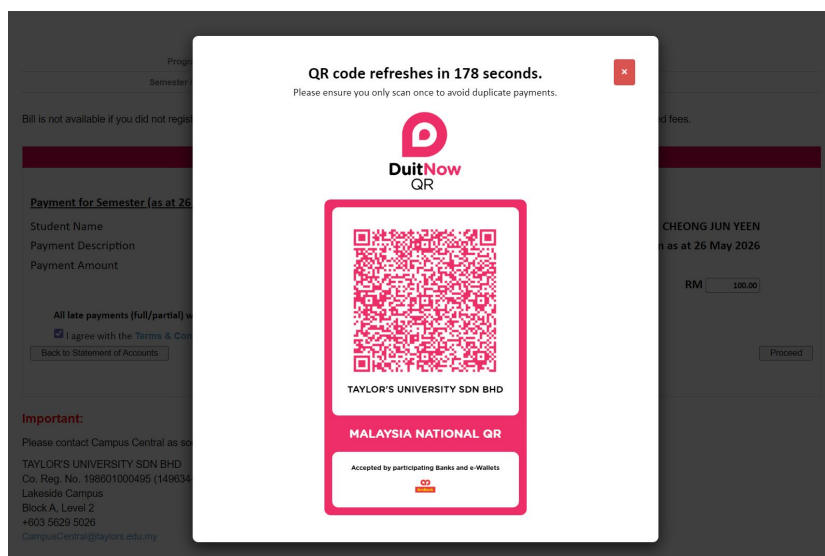 QR code refreshes in 178 seconds.
×
Please ensure you only scan once to avoid duplicate payments.
DuitNow
QR
TAYLOR'S UNIVERSITY SDN BHD
MALAYSIA NATIONAL QR
Accepted by participating Banks and e-Wallets
Semester
Bill is not available if you did not
ed fees.
Payment for Semester (as at 26
Student Name
CHEONG JUN YEEN
Payment Description
as at 26 May 2026
Payment Amount
RM 100.00
All late payments (full/partial)
I agree with the Terms &
Back to Statement of Accounts
Proceed
Important:
Please contact Campus Central as
TAYLOR'S UNIVERSITY SDN BHD
Co. Reg. No. 198601000495 (149634-
Lakeside Campus
Block A, Level 2
+603 5629 5026
CampusCentral@taylors.edu.my